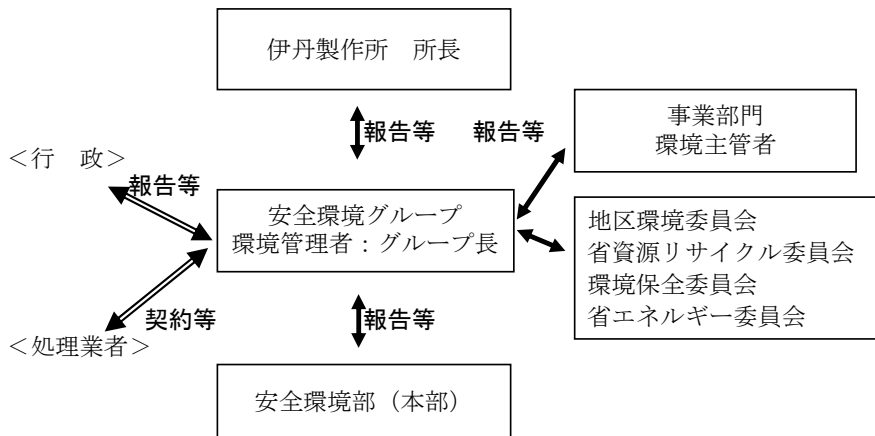 伊丹製作所　所長
報告等
報告等
事業部門
環境主管者
＜行　政＞
報告等
安全環境グループ
環境管理者：グループ長
地区環境委員会
省資源リサイクル委員会
環境保全委員会
省エネルギー委員会
契約等
報告等
＜処理業者＞
安全環境部（本部）